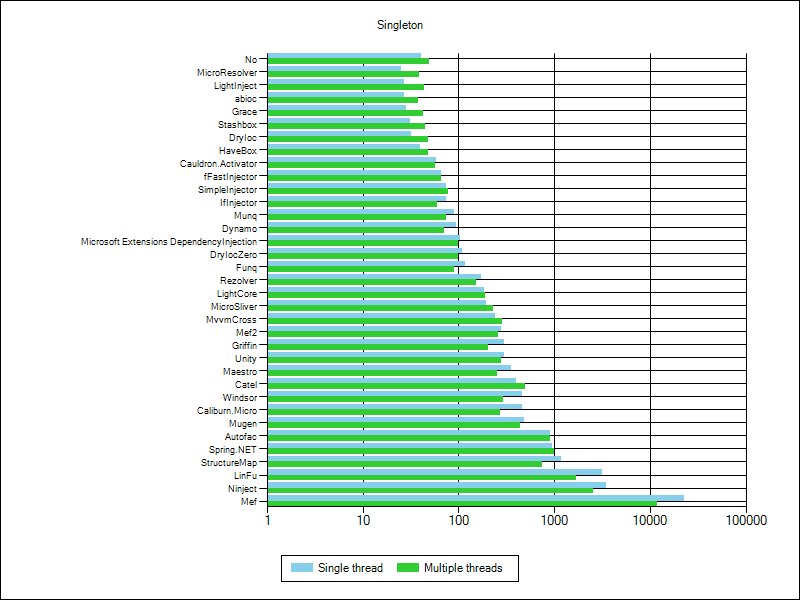 Singleton
No
MicroResolver
LightInject
abioc
Grace
Stashbox
DryIoc
HaveBox
Cauldron.Activator
fFastInjector
SimpleInjector
IfInjector
Munq
Dynamo
Microsoft Extensions DependencyInjection
DryIocZero
Funq
Rezolver
LightCore
MicroSliver
MvvmCross
Mef2
Griffin
Unity
Maestro
Catel
Windsor
Caliburn.Micro
Mugen
Autofac
Spring.NET
StructureMap
LinFu
Ninject
Mef
1 10 100 1000 10000 100000
Single thread Multiple threads